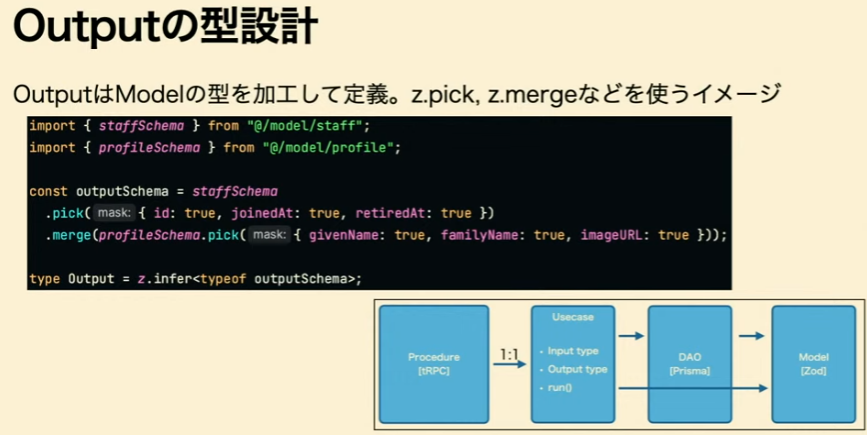 Outputの型設計
OutputはModelの型を加工して定義。z.pick, z.mergeなどを使うイメージ
import { staffSchema } from "@/model/staff";
import { profileSchema } from "@/model/profile";
const outputSchema = staffSchema
.pick( mask: { id: true, joinedAt: true, retiredAt: true })
.merge(profileSchema.pick( mask: { givenName: true, familyName: true, imageURL: true }));
type Output = z.infer<typeof outputSchema>;
Procedure
[tRPC]
1:1
Usecase
・Input type
・Output type
・run()
DAO
[Prisma]
Model
[Zod]